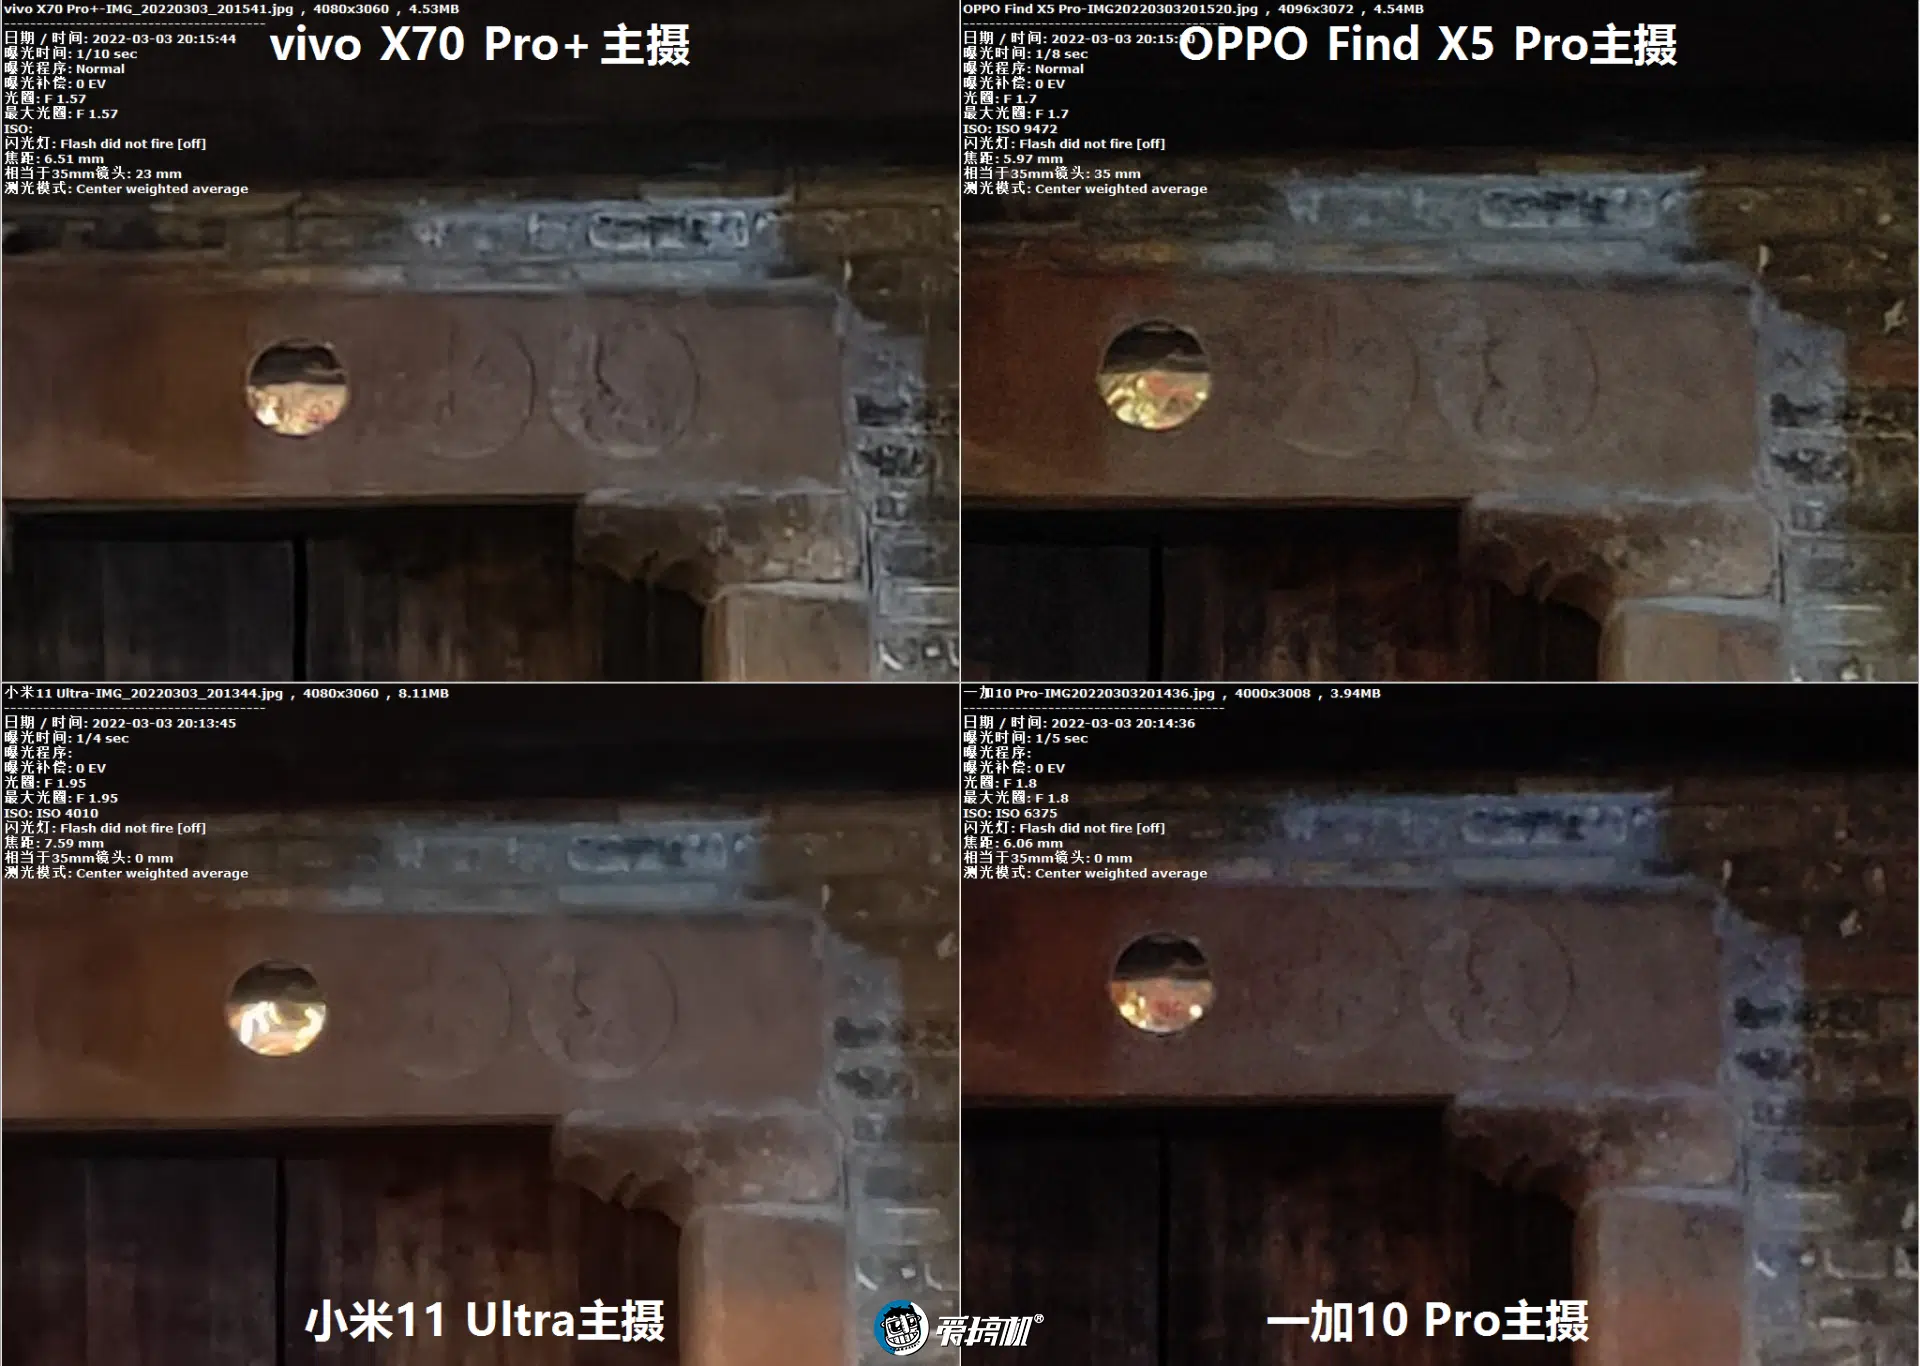 vivo X70 Pro+-IMG_20220303_201541.jpg , 4080x3060 , 4.53MB
----------------------------------------
日期 / 时间: 2022-03-03 20:15:44
曝光时间: 1/10 sec
曝光程序: Normal
曝光补偿: 0 EV
光圈: F 1.57
最大光圈: F 1.57
ISO:
闪光灯: Flash did not fire [off]
焦距: 6.51 mm
相当于35mm镜头: 23 mm
测光模式: Center weighted average
vivo X70 Pro+主摄
OPPO Find X5 Pro-IMG20220303201520.jpg , 4096x3072 , 4.54MB
----------------------------------------
日期 / 时间: 2022-03-03 20:15:
曝光时间: 1/8 sec
曝光程序: Normal
曝光补偿: 0 EV
光圈: F 1.7
最大光圈: F 1.7
ISO: ISO 9472
闪光灯: Flash did not fire [off]
焦距: 5.97 mm
相当于35mm镜头: 35 mm
测光模式: Center weighted average
OPPO Find X5 Pro主摄
小米11 Ultra-IMG_20220303_201344.jpg , 4080x3060 , 8.11MB
----------------------------------------
日期 / 时间: 2022-03-03 20:13:45
曝光时间: 1/4 sec
曝光程序:
曝光补偿: 0 EV
光圈: F 1.95
最大光圈: F 1.95
ISO: ISO 4010
闪光灯: Flash did not fire [off]
焦距: 7.59 mm
相当于35mm镜头: 0 mm
测光模式: Center weighted average
小米11 Ultra主摄
一加10 Pro-IMG20220303201436.jpg , 4000x3008 , 3.94MB
----------------------------------------
日期 / 时间: 2022-03-03 20:14:36
曝光时间: 1/5 sec
曝光程序:
曝光补偿: 0 EV
光圈: F 1.8
最大光圈: F 1.8
ISO: ISO 6375
闪光灯: Flash did not fire [off]
焦距: 6.06 mm
相当于35mm镜头: 0 mm
测光模式: Center weighted average
一加10 Pro主摄
爱搞机®